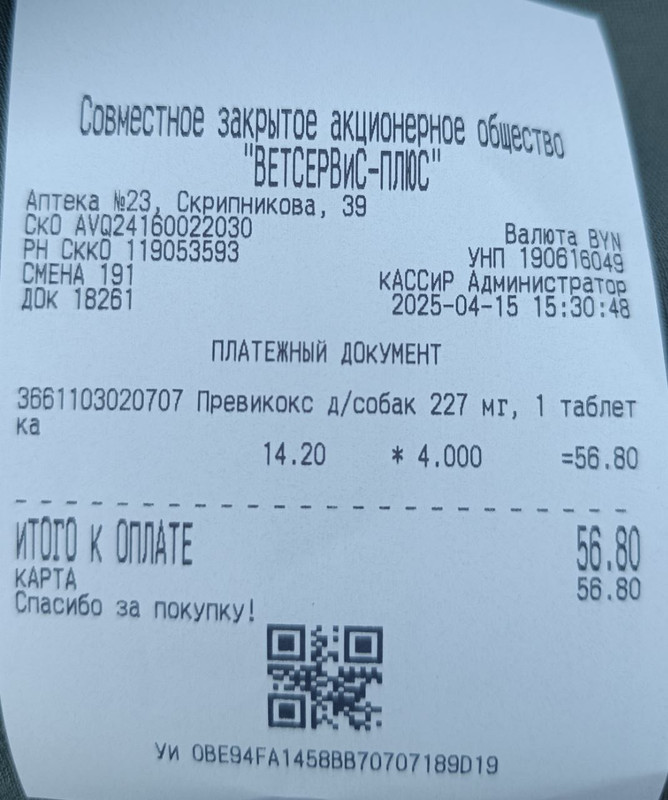 Совместное закрытое акционерное общество
"ВЕТСЕРВИС-ПЛЮС"
Аптека №23, Скрипникова, 39
СКО AVQ24160022030 Валюта BYN
РН СККО 119053593 УНП 190616049
СМЕНА 191 КАССИР Администратор
ДОК 18261 2025-04-15 15:30:48
ПЛАТЕЖНЫЙ ДОКУМЕНТ
3661103020707 Превикокс д/собак 227 мг, 1 таблет
ка
14.20 * 4.000 =56.80
ИТОГО К ОПЛАТЕ 56.80
КАРТА 56.80
Спасибо за покупку!
УИ 0BE94FA1458BB70707189D19